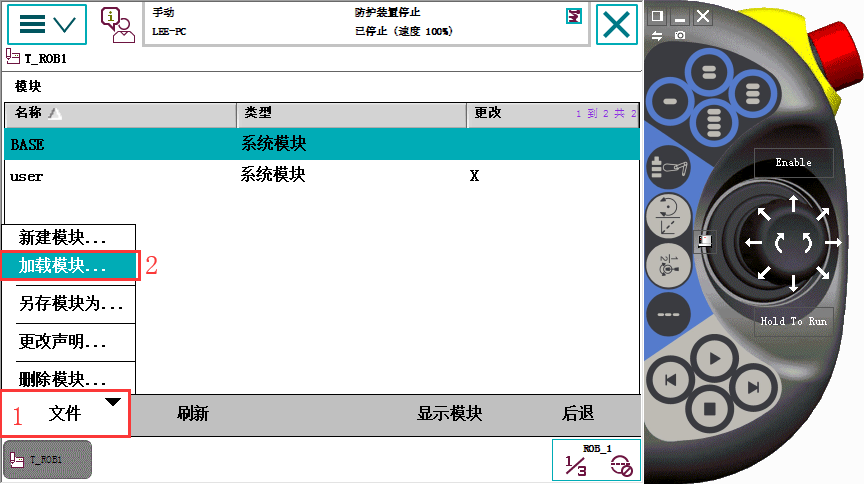 手动
防护装置停止
LEE-PC
已停止 (速度 100%)
T_ROB1
模块
名称
类型
更改
1 到 2 共 2
BASE
系统模块
user
系统模块
X
新建模块...
加载模块...
2
另存模块为...
更改声明...
删除模块...
1
文件
刷新
显示模块
后退
T_ROB1
ROB_1
1/3
Enable
Hold To Run